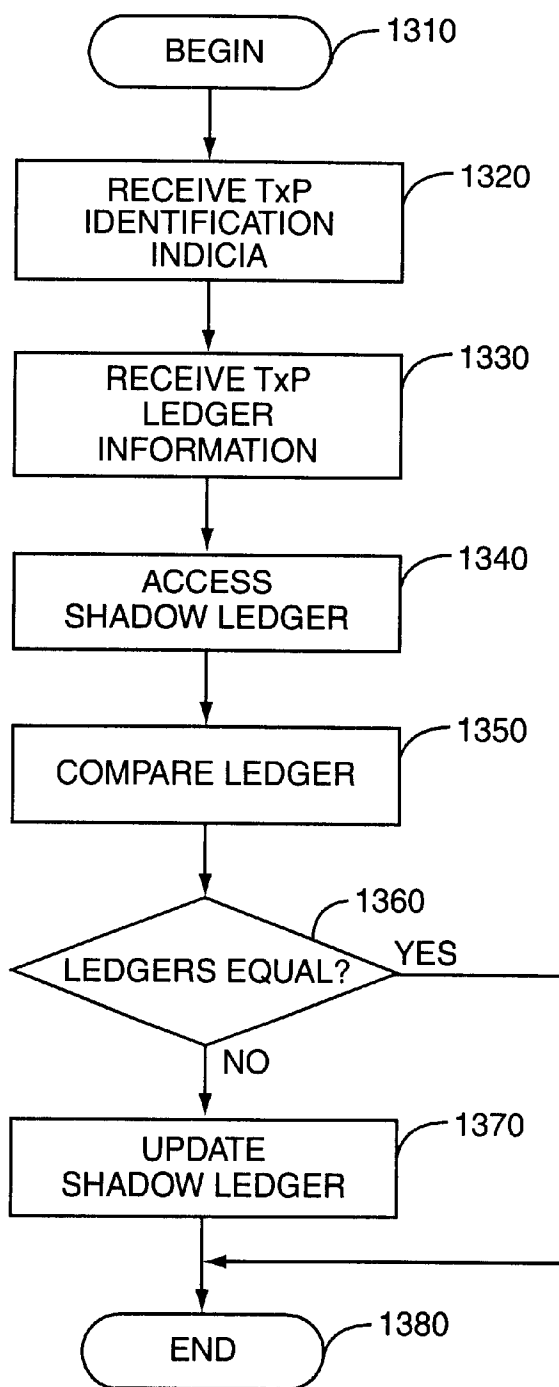 BEGIN
1310
RECEIVE TxP
IDENTIFICATION
INDICIA
1320
RECEIVE TxP
LEDGER
INFORMATION
1330
ACCESS
SHADOW LEDGER
1340
COMPARE LEDGER
1350
LEDGERS EQUAL?
1360
YES
NO
UPDATE
SHADOW LEDGER
1370
END
1380